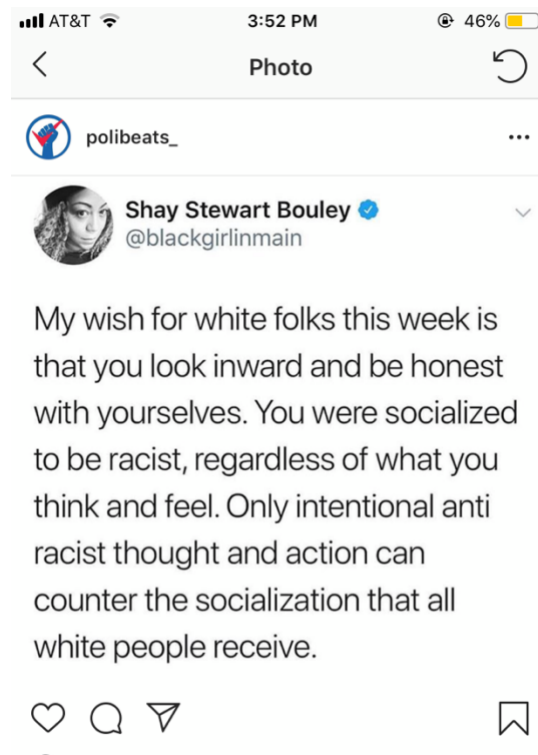 AT&T 3:52 PM 46%
Photo
polibeats_
Shay Stewart Bouley
@blackgirlinmain
My wish for white folks this week is
that you look inward and be honest
with yourselves. You were socialized
to be racist, regardless of what you
think and feel. Only intentional anti
racist thought and action can
counter the socialization that all
white people receive.